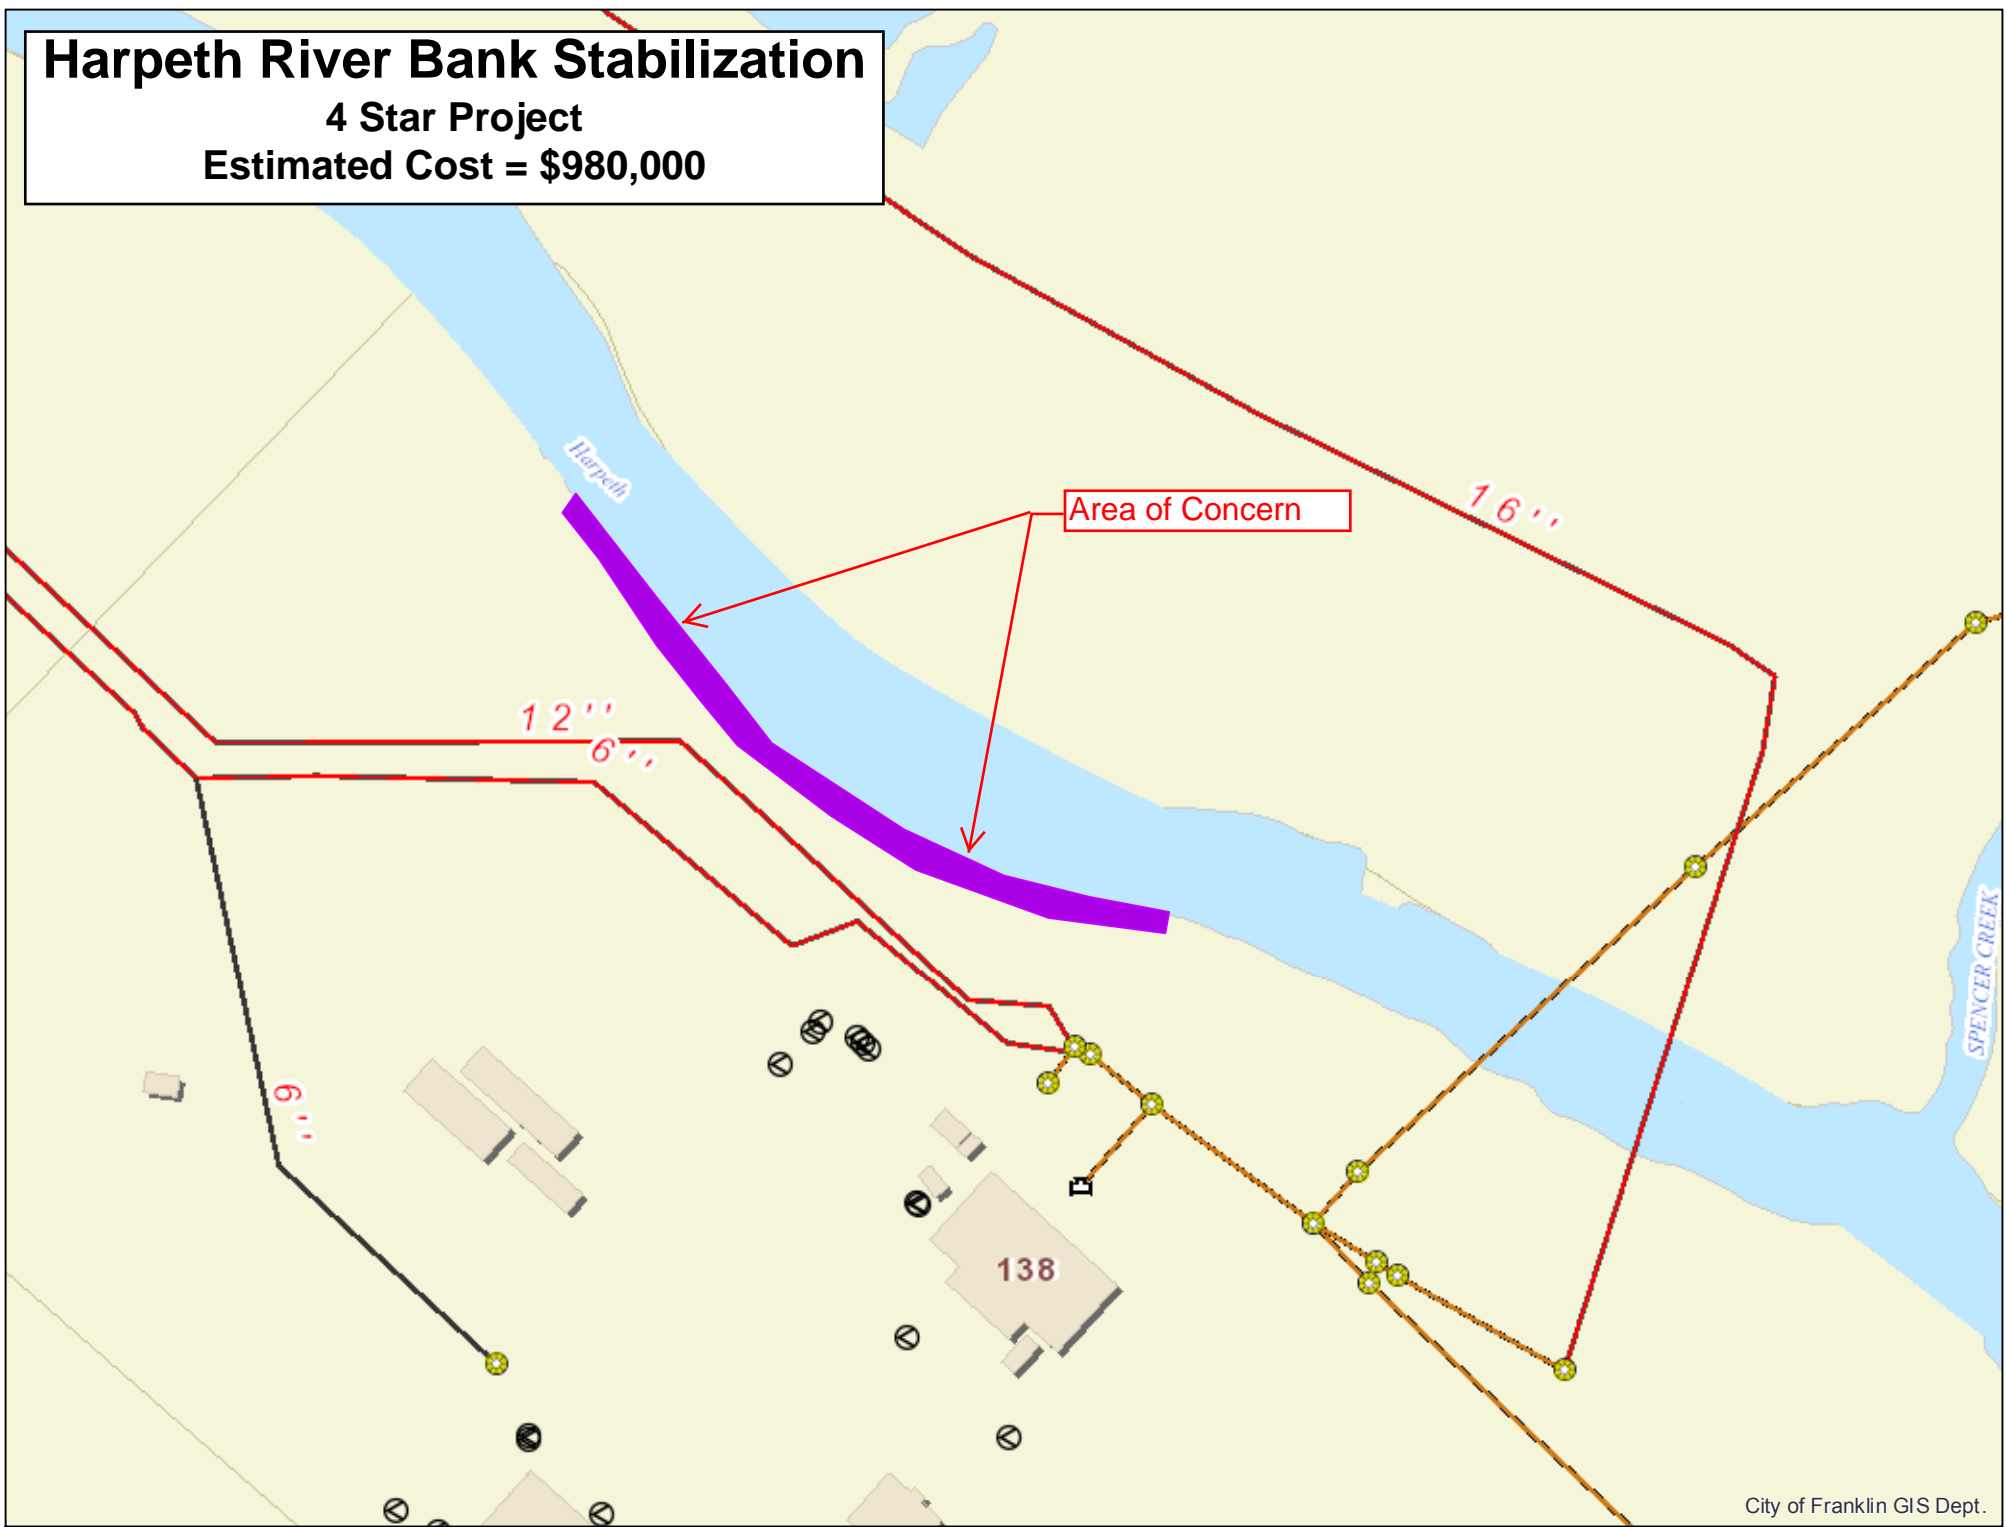 Harpeth River Bank Stabilization
4 Star Project
Estimated Cost = $980,000
Harpeth
Area of Concern
16''
12''
6''
SPENCER CREEK
6''
138
City of Franklin GIS Dept.